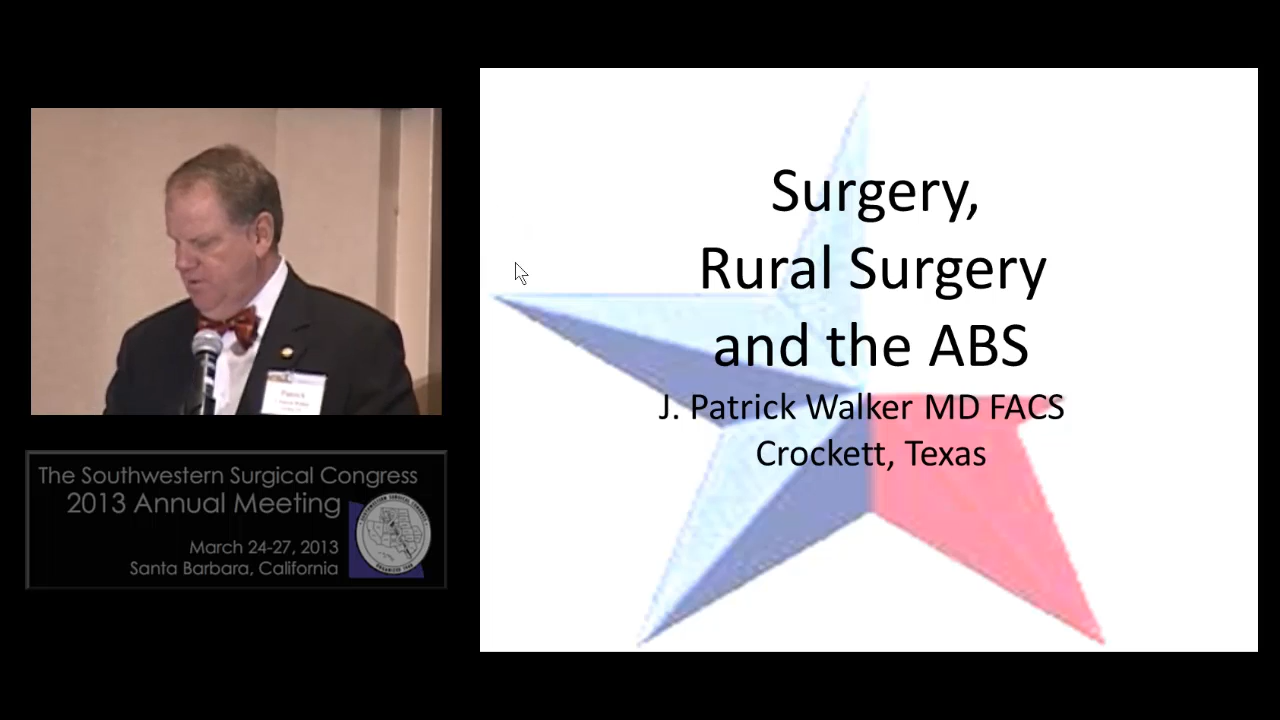 Surgery,
Rural Surgery
and the ABS
J. Patrick Walker MD FACS
Crockett, Texas
The Southwestern Surgical Congress
2013 Annual Meeting
March 24-27, 2013
Santa Barbara, California